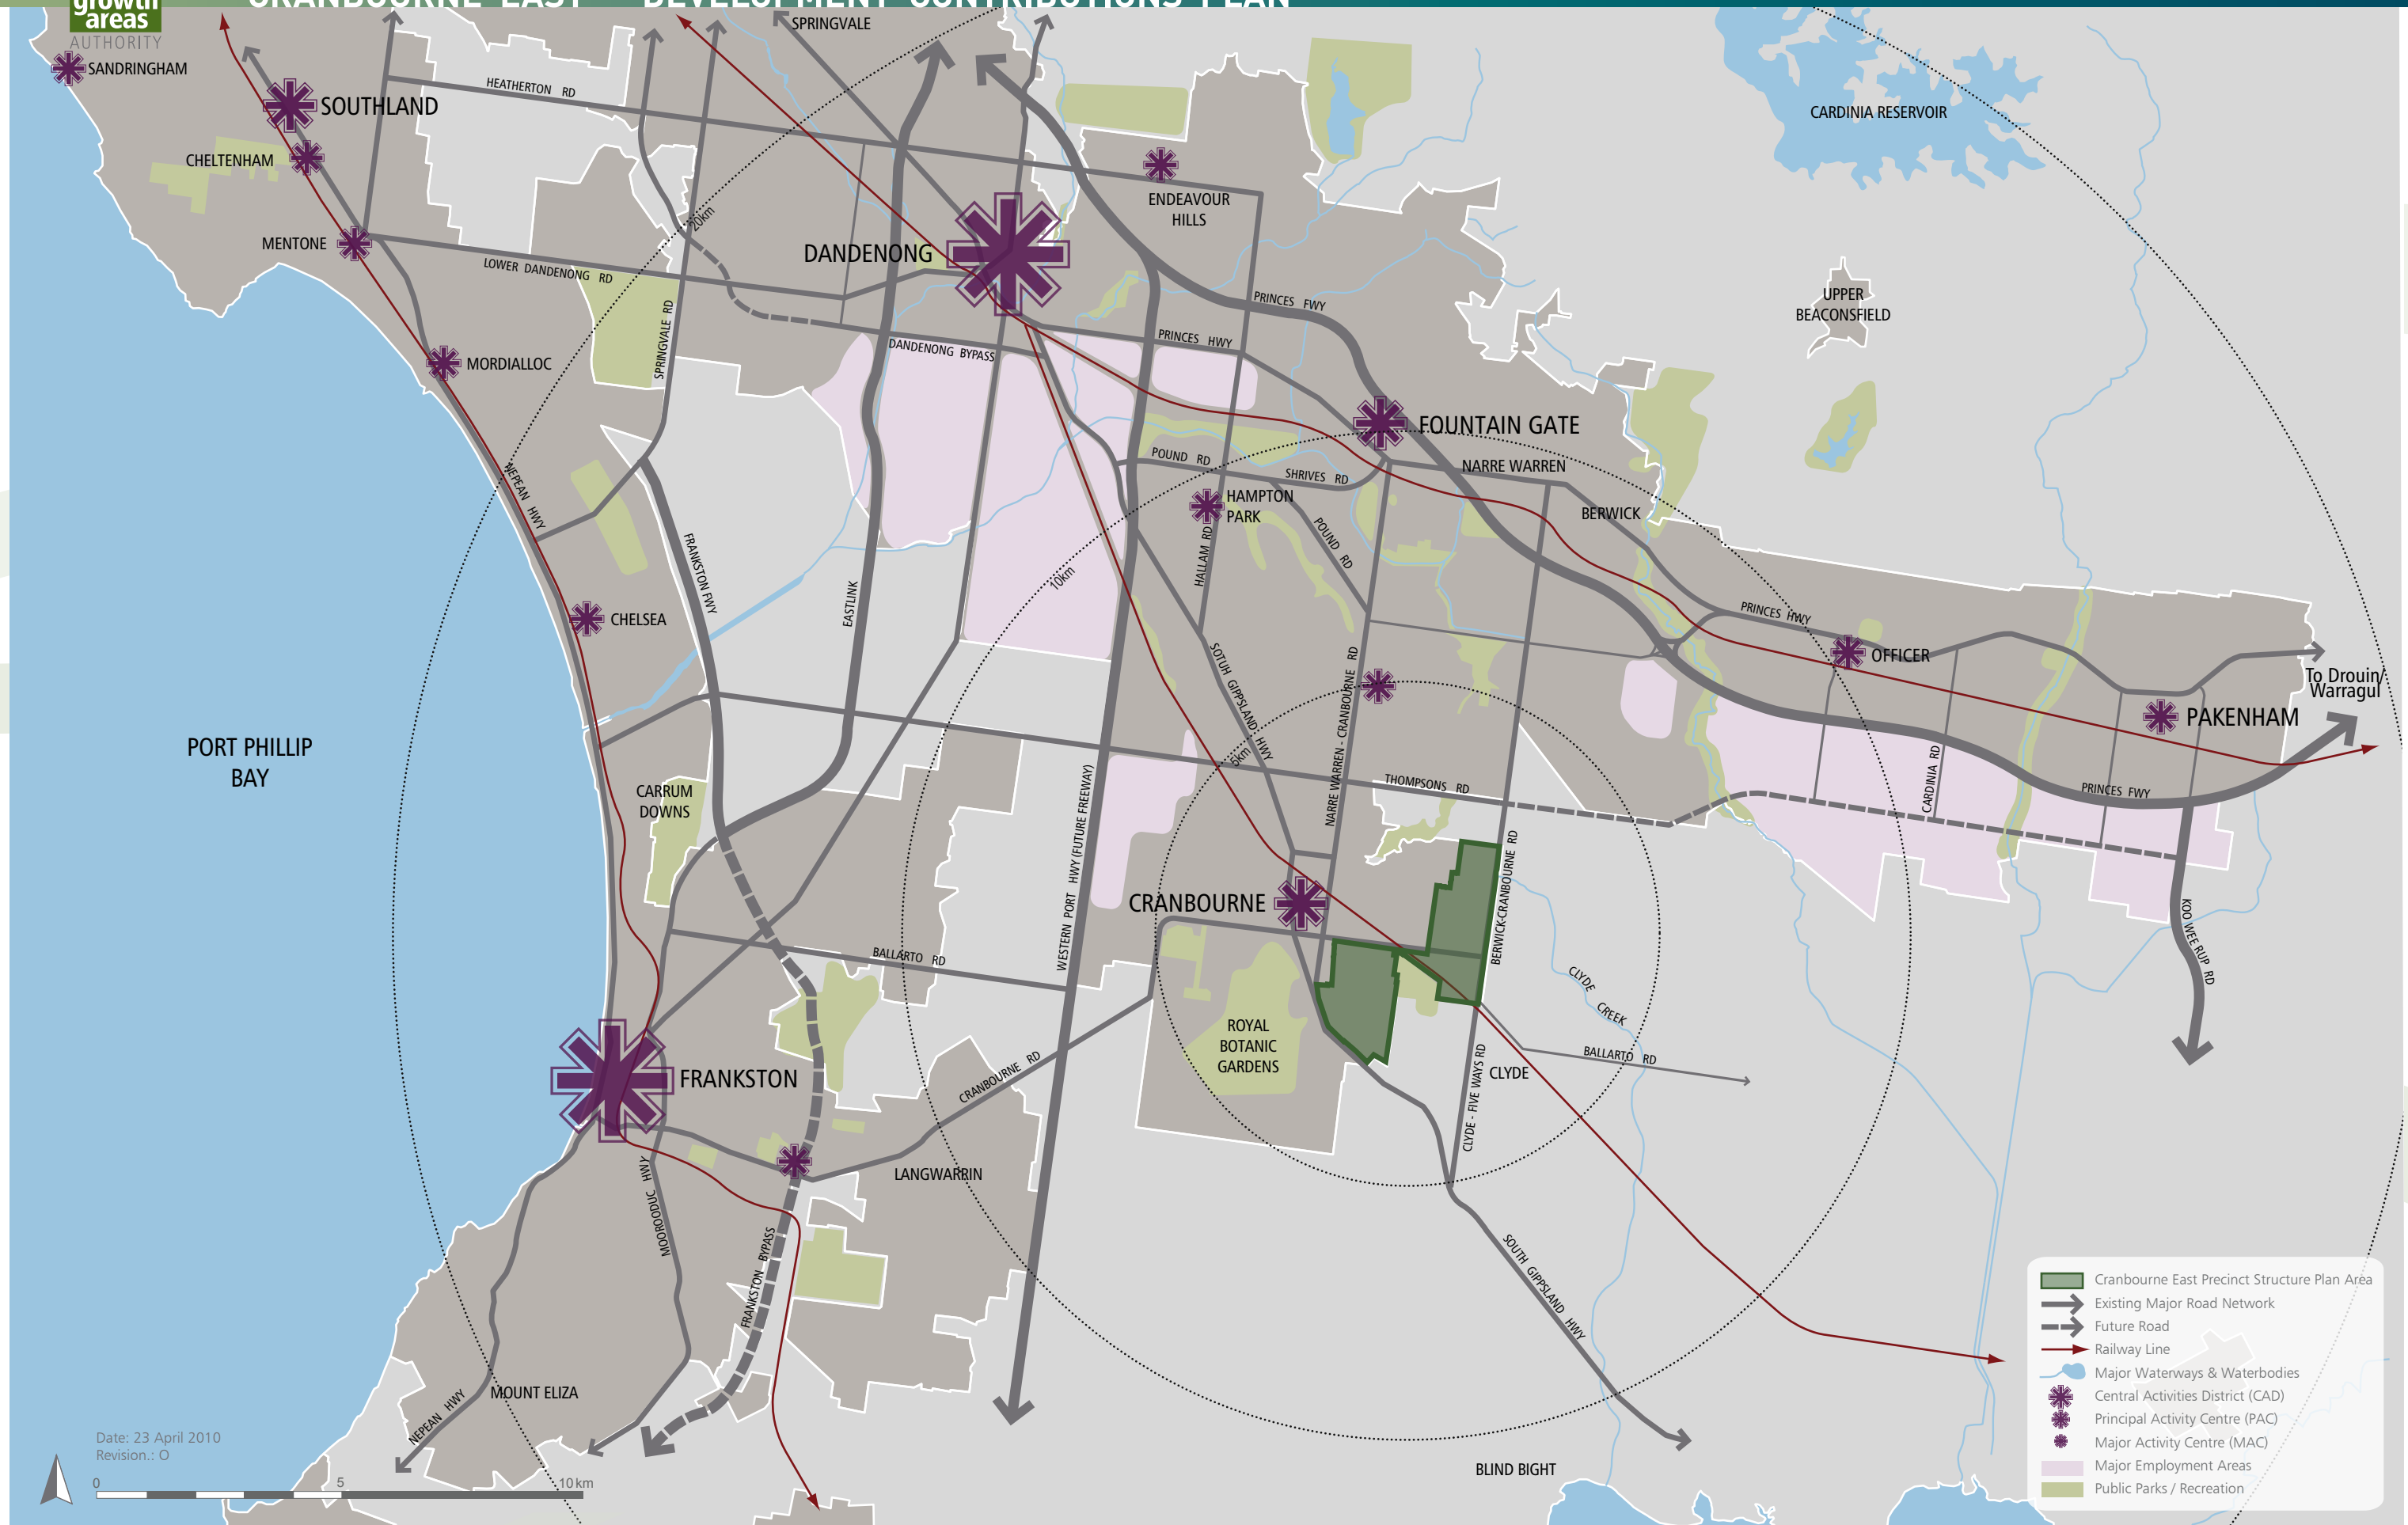 growth
areas
AUTHORITY
CRANBOURNE EAST DEVELOPMENT CONTRIBUTIONS PLAN
SPRINGVALE
SANDRINGHAM
SOUTHLAND
HEATHERTON RD
CARDINIA RESERVOIR
CHELTENHAM
ENDEAVOUR
HILLS
20km
MENTONE
DANDENONG
LOWER DANDENONG RD
UPPER
BEACONSFIELD
PRINCES FWY
SPRINGVALE RD
PRINCES HWY
DANDENONG BYPASS
MORDIALLOC
FOUNTAIN GATE
POUND RD
NARRE WARREN
SHRIVES RD
NEPEAN HWY
HAMPTON
PARK
BERWICK
POUND RD
HALLAM RD
FRANKSTON FWY
10km
EASTLINK
CHELSEA
PRINCES HWY
OFFICER
SOTUH GIPPSLAND HWY
NARRE WARREN - CRANBOURNE RD
To Drouin/
Warragul
PAKENHAM
PORT PHILLIP
BAY
5km
THOMPSONS RD
CARDINIA RD
PRINCES FWY
CARRUM
DOWNS
WESTERN PORT HWY (FUTURE FREEWAY)
BERWICK-CRANBOURNE RD
CRANBOURNE
KOO WEE RUP RD
BALLARTO RD
CLYDE CREEK
ROYAL
BOTANIC
GARDENS
BALLARTO RD
CLYDE
CRANBOURNE RD
FRANKSTON
CLYDE - FIVE WAYS RD
LANGWARRIN
MOOROODUC HWY
FRANKSTON BYPASS
SOUTH GIPPSLAND HWY
MOUNT ELIZA
NEPEAN HWY
BLIND BIGHT
Date: 23 April 2010
Revision.: O
0 5 10 km
Cranbourne East Precinct Structure Plan Area
Existing Major Road Network
Future Road
Railway Line
Major Waterways & Waterbodies
Central Activities District (CAD)
Principal Activity Centre (PAC)
Major Activity Centre (MAC)
Major Employment Areas
Public Parks / Recreation